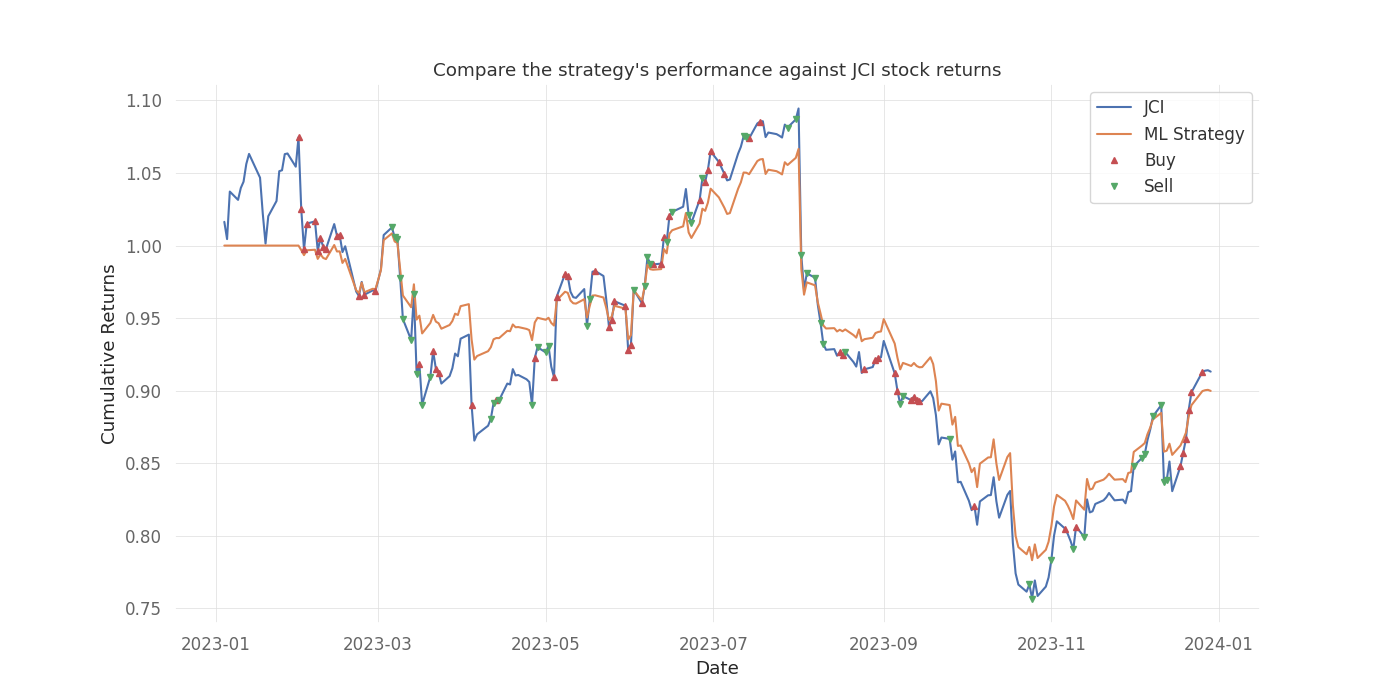 Compare the strategy's performance against JCI stock returns
JCI
ML Strategy
Buy
Sell
Cumulative Returns
1.10
1.05
1.00
0.95
0.90
0.85
0.80
0.75
2023-01 2023-03 2023-05 2023-07 2023-09 2023-11 2024-01
Date